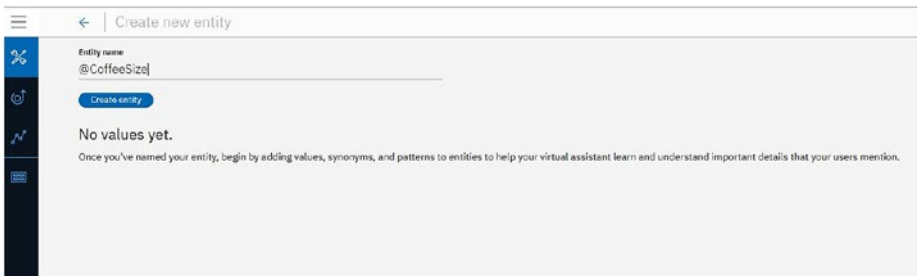 Create new entity
Entity name
@CoffeeSize
Create entity
No values yet.
Once you've named your entity, begin by adding values, synonyms, and patterns to entities to help your virtual assistant learn and understand important details that your users mention.